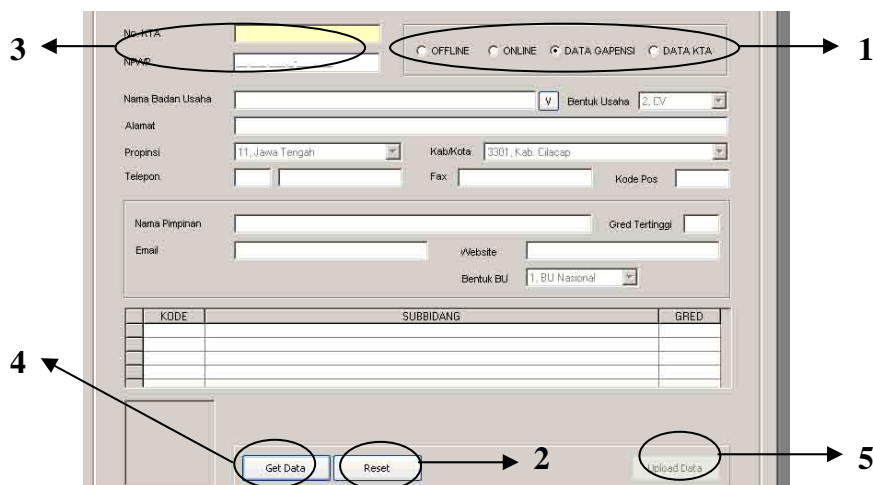 No. KTA
3
OFFLINE ONLINE DATA GAPENSI DATA KTA
1
NPWP
Nama Badan Usaha V Bentuk Usaha 2, CV
Alamat
Propinsi 11, Jawa Tengah Kab/Kota 3301, Kab. Cilacap
Telepon Fax Kode Pos
Nama Pimpinan Gred Tertinggi
Email Website
Bentuk BU 1, BU Nasional
KODE SUBBIDANG GRED
4
Get Data Reset 2 Upload Data 5